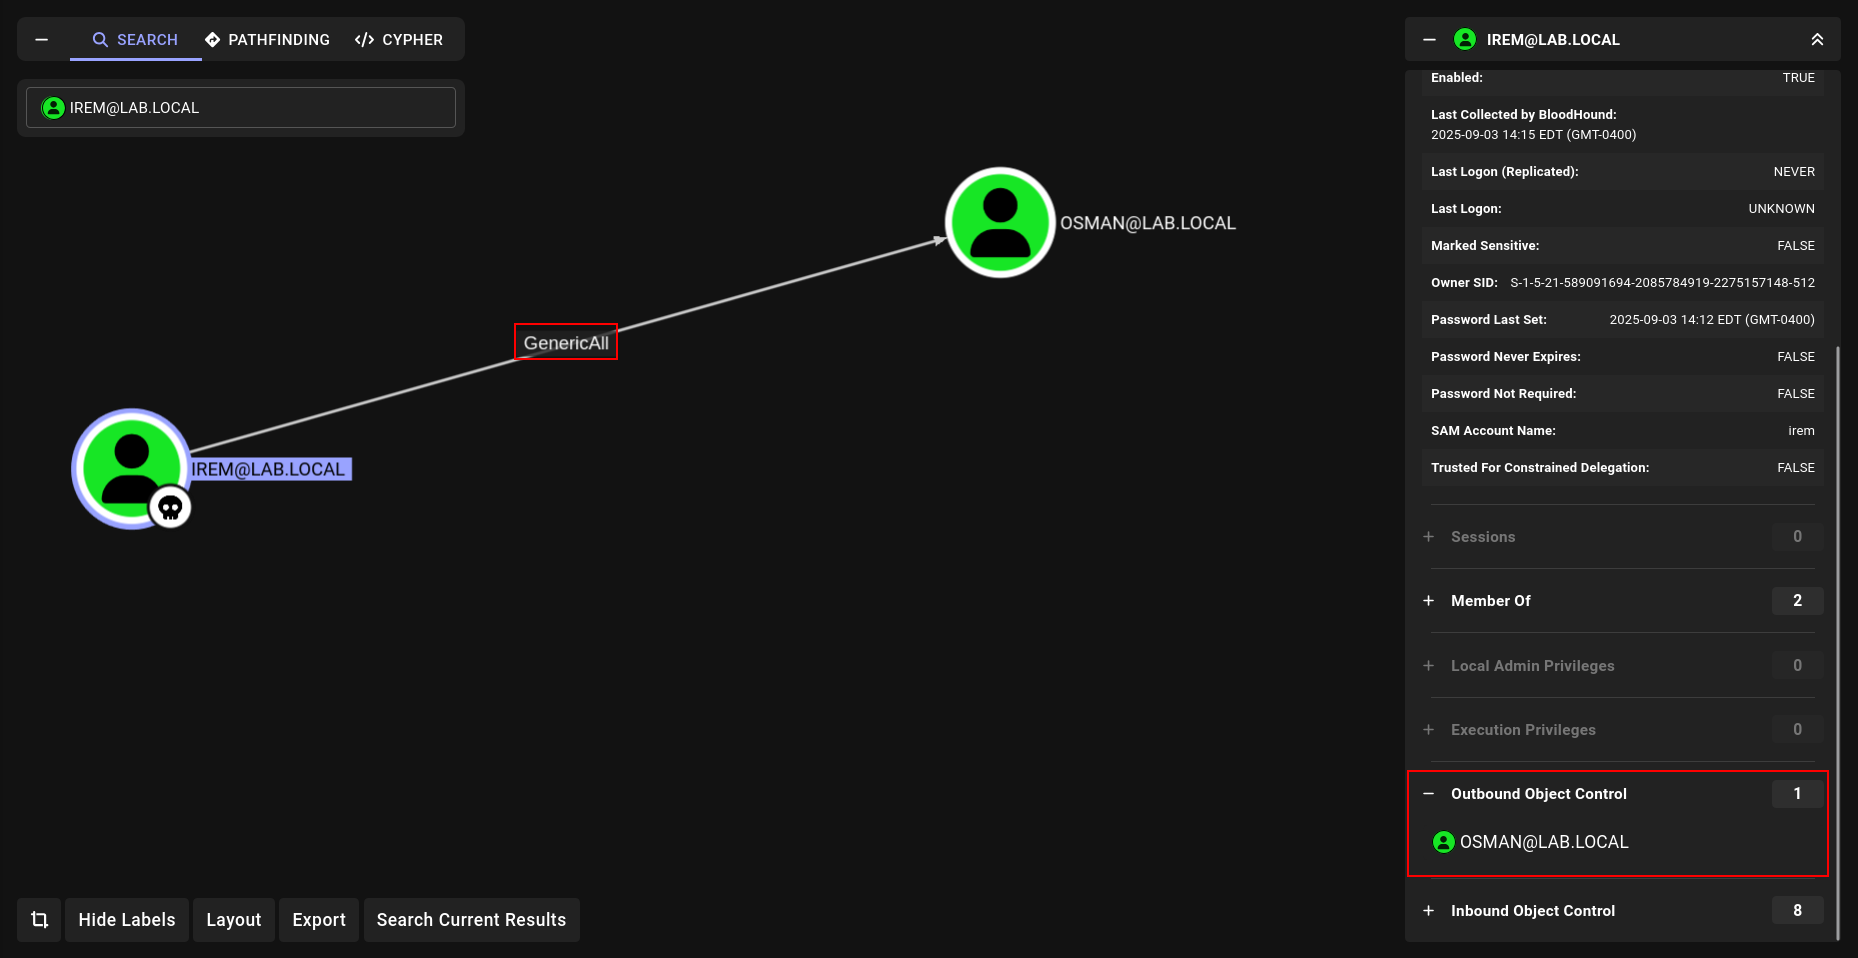 SEARCH
PATHFINDING
</> CYPHER
IREM@LAB.LOCAL
OSMAN@LAB.LOCAL
GenericAll
IREM@LAB.LOCAL
Hide Labels
Layout
Export
Search Current Results
IREM@LAB.LOCAL
Enabled: TRUE
Last Collected by BloodHound:
2025-09-03 14:15 EDT (GMT-0400)
Last Logon (Replicated): NEVER
Last Logon: UNKNOWN
Marked Sensitive: FALSE
Owner SID: S-1-5-21-589091694-2085784919-2275157148-512
Password Last Set: 2025-09-03 14:12 EDT (GMT-0400)
Password Never Expires: FALSE
Password Not Required: FALSE
SAM Account Name: irem
Trusted For Constrained Delegation: FALSE
+ Sessions 0
+ Member Of 2
+ Local Admin Privileges 0
+ Execution Privileges 0
− Outbound Object Control 1
OSMAN@LAB.LOCAL
+ Inbound Object Control 8